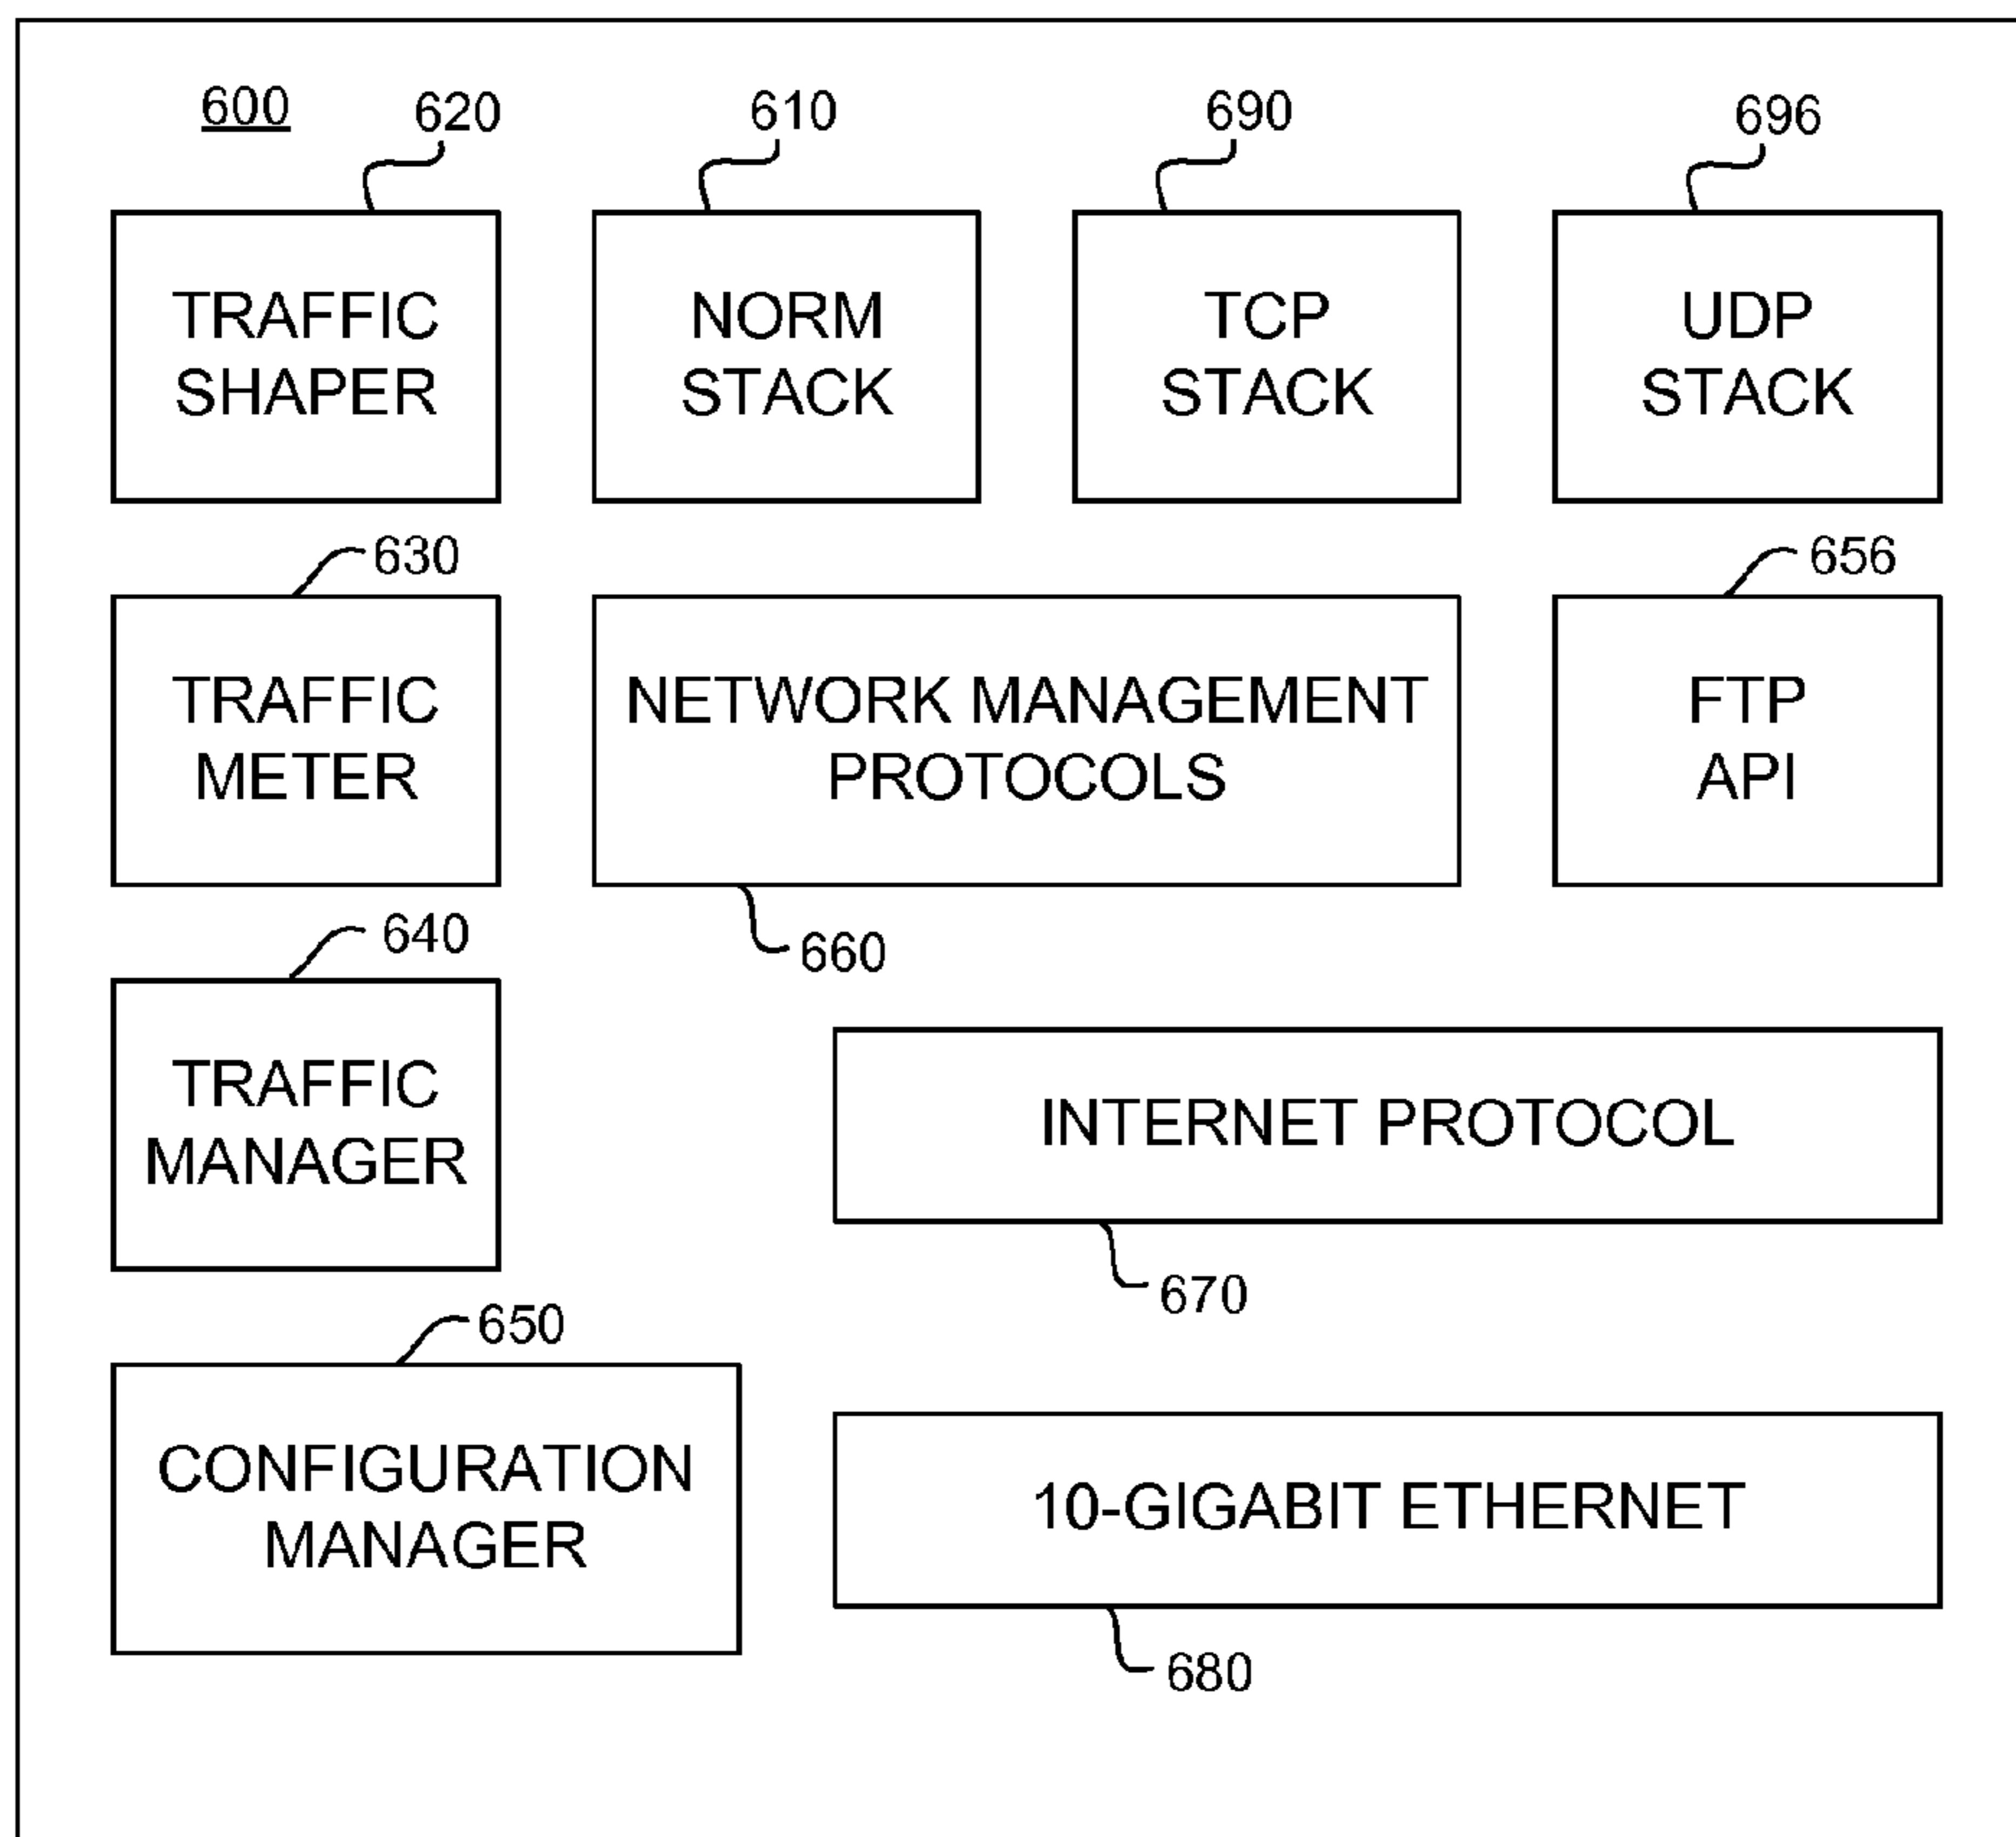 600
620
610
690
696
TRAFFIC
SHAPER
NORM
STACK
TCP
STACK
UDP
STACK
630
656
TRAFFIC
METER
NETWORK MANAGEMENT
PROTOCOLS
FTP
API
640
660
TRAFFIC
MANAGER
INTERNET PROTOCOL
670
650
CONFIGURATION
MANAGER
10-GIGABIT ETHERNET
680